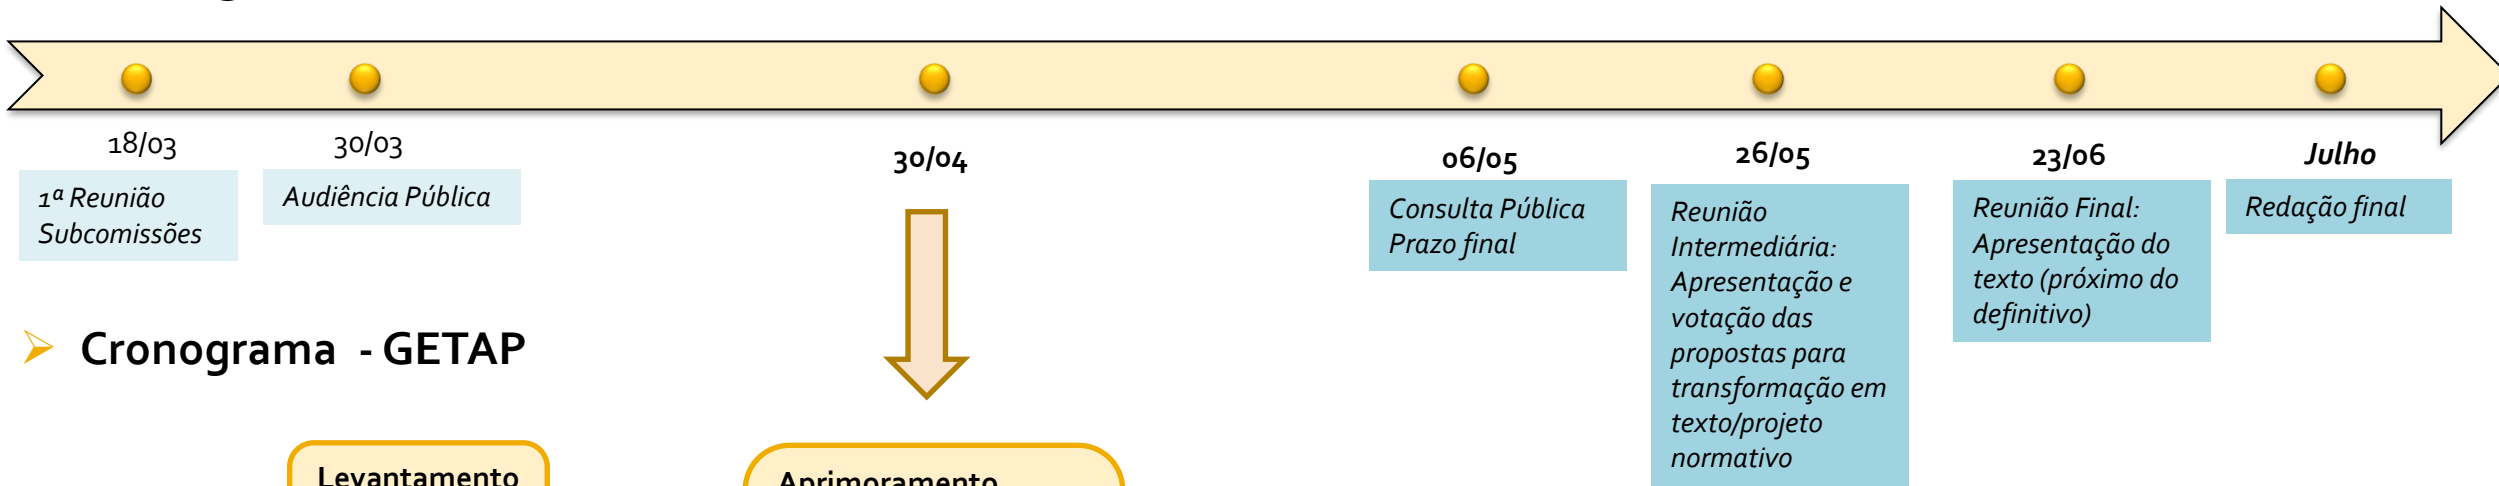 18/03
30/03
30/04
06/05
26/05
23/06
Julho
1ª Reunião
Subcomissões
Audiência Pública
Consulta Pública
Prazo final
Reunião
Intermediária:
Apresentação e
votação das
propostas para
transformação em
texto/projeto
normativo
Reunião Final:
Apresentação do
texto (próximo do
definitivo)
Redação final
Cronograma - GETAP
Levantamento
Aprimoramento